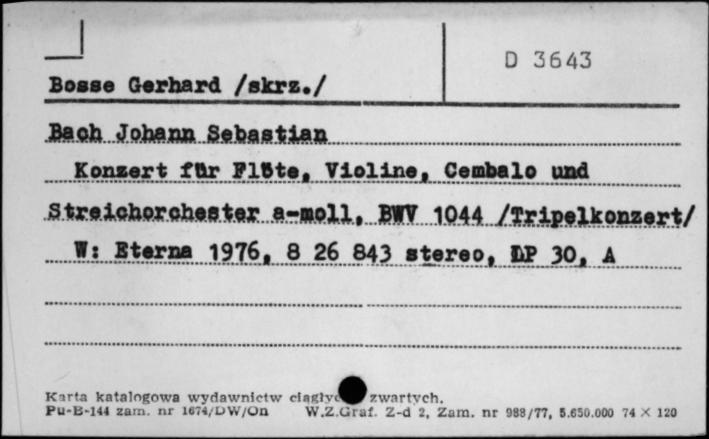 D 3643
Bosse Gerhard /skrz./
Bach Johann Sebastian
Konzert für Flöte, Violine, Cembalo und
Streichorchester a-moll, BWV 1044 /Tripelkonzert/
W: Eterna 1976, 8 26 843 stereo, LP 30, A
Karta katalogowa wydawnictw zwartych.
Pu-B-144 zam. nr 1674/DW/On W.Z.Graf. Z-d 2, Zam. nr 988/77, 5.650.000 74 × 120